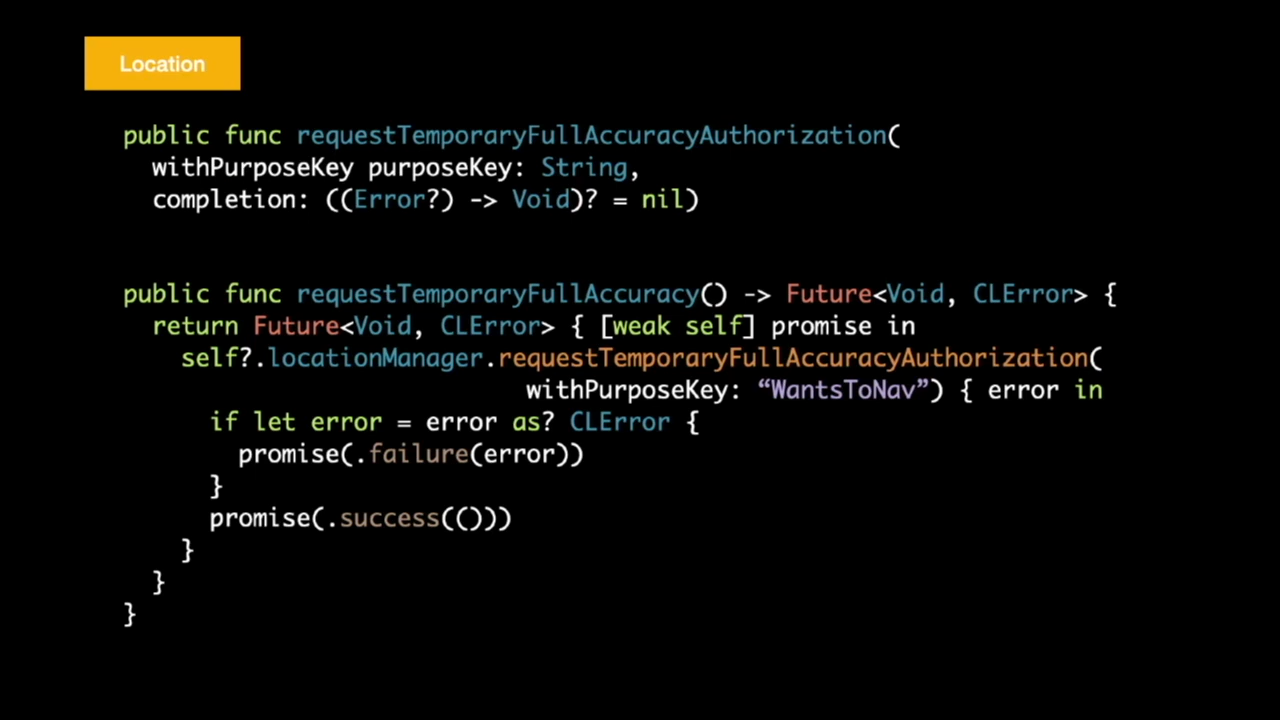 Location
public func requestTemporaryFullAccuracyAuthorization(
withPurposeKey purposeKey: String,
completion: ((Error?) -> Void)? = nil)
public func requestTemporaryFullAccuracy() -> Future<Void, CLError> {
return Future<Void, CLError> { [weak self] promise in
self?.locationManager.requestTemporaryFullAccuracyAuthorization(
withPurposeKey: “WantsToNav”) { error in
if let error = error as? CLError {
promise(.failure(error))
}
promise(.success(()))
}
}
}